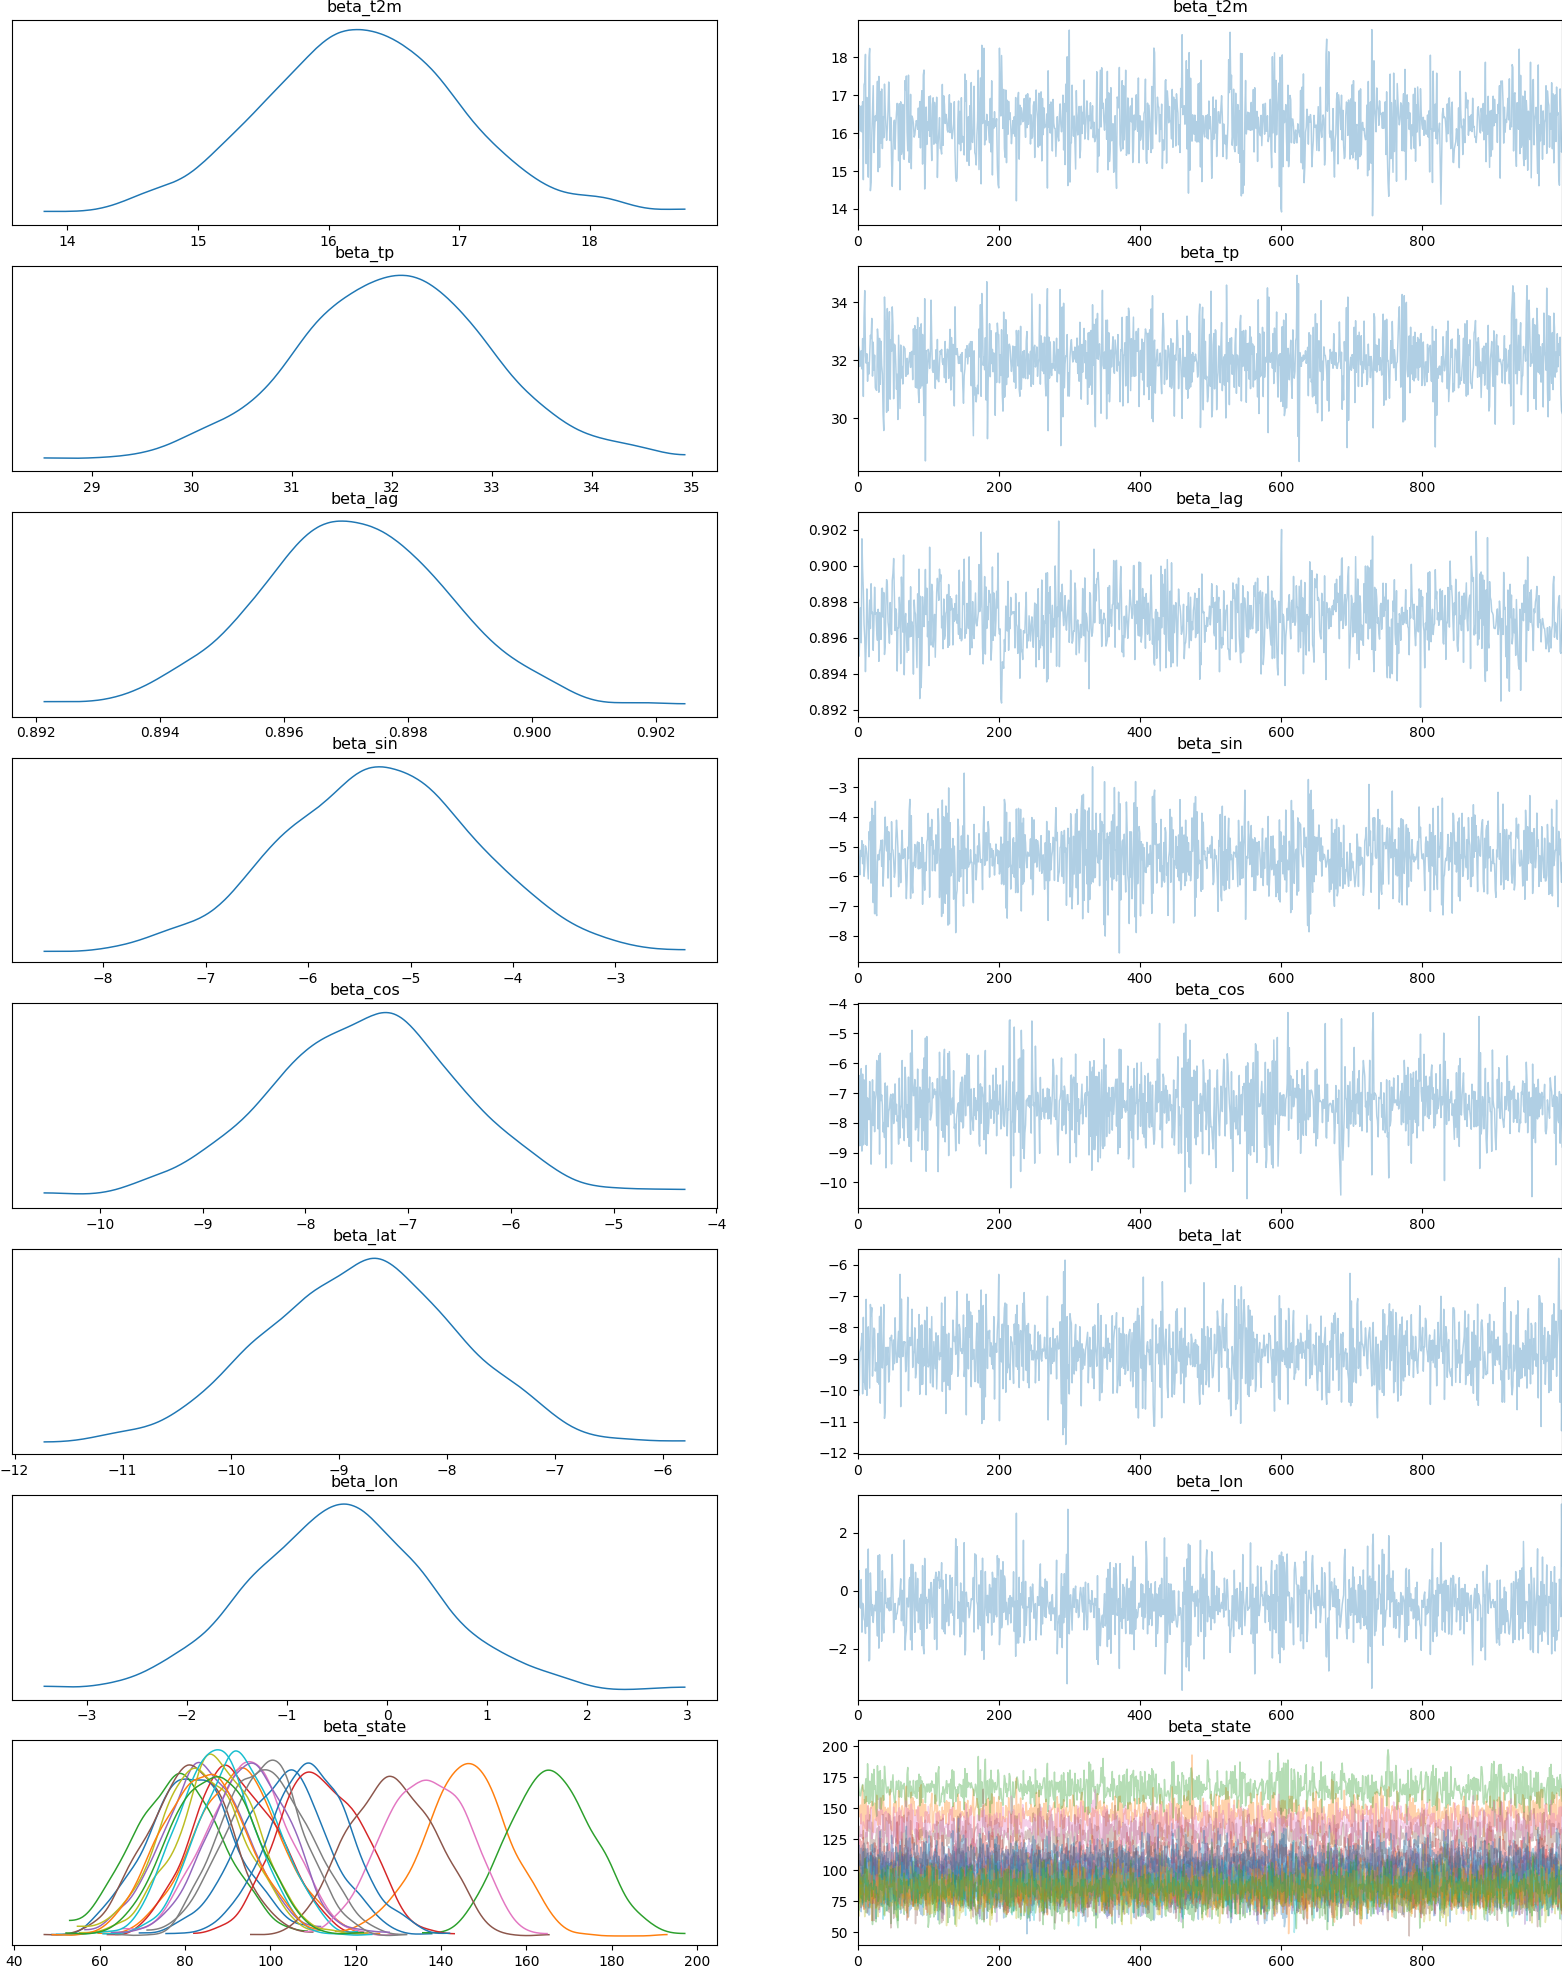 beta_t2m beta_t2m
18
17
16
15
14
14 15 16 17 18 0 200 400 600 800
beta_tp beta_tp
34
32
30
29 30 31 32 33 34 35 0 200 400 600 800
beta_lag beta_lag
0.902
0.900
0.898
0.896
0.894
0.892
0.892 0.894 0.896 0.898 0.900 0.902 0 200 400 600 800
beta_sin beta_sin
−3
−4
−5
−6
−7
−8
−8 −7 −6 −5 −4 −3 0 200 400 600 800
beta_cos beta_cos
−4
−5
−6
−7
−8
−9
−10
−10 −9 −8 −7 −6 −5 −4 0 200 400 600 800
beta_lat beta_lat
−6
−7
−8
−9
−10
−11
−12
−12 −11 −10 −9 −8 −7 −6 0 200 400 600 800
beta_lon beta_lon
2
0
−2
−3 −2 −1 0 1 2 3 0 200 400 600 800
beta_state beta_state
200
175
150
125
100
75
50
40 60 80 100 120 140 160 180 200 0 200 400 600 800